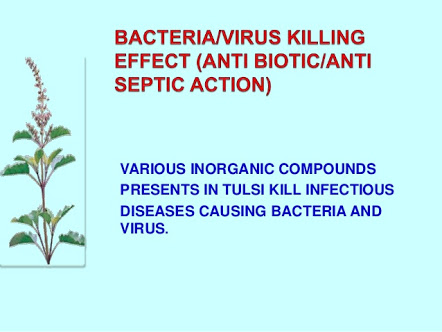 BACTERIA/VIRUS KILLING
EFFECT (ANTI BIOTIC/ANTI
SEPTIC ACTION)
VARIOUS INORGANIC COMPOUNDS
PRESENTS IN TULSI KILL INFECTIOUS
DISEASES CAUSING BACTERIA AND
VIRUS.